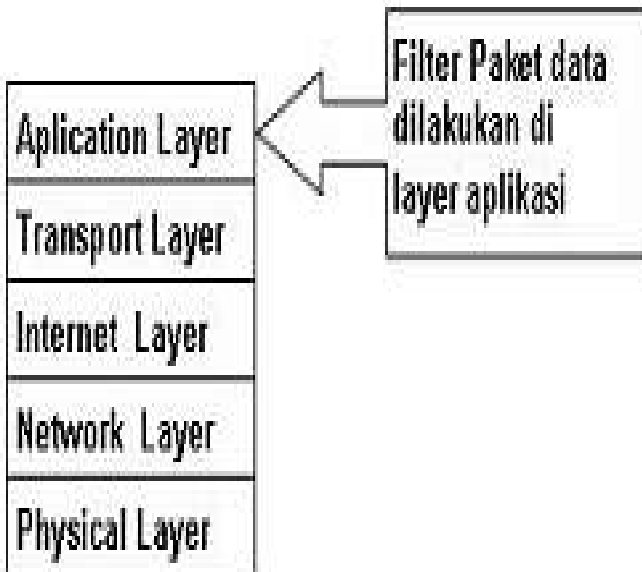 Filter Paket data
dilakukan di
layer aplikasi
Aplication Layer
Transport Layer
Internet Layer
Network Layer
Physical Layer